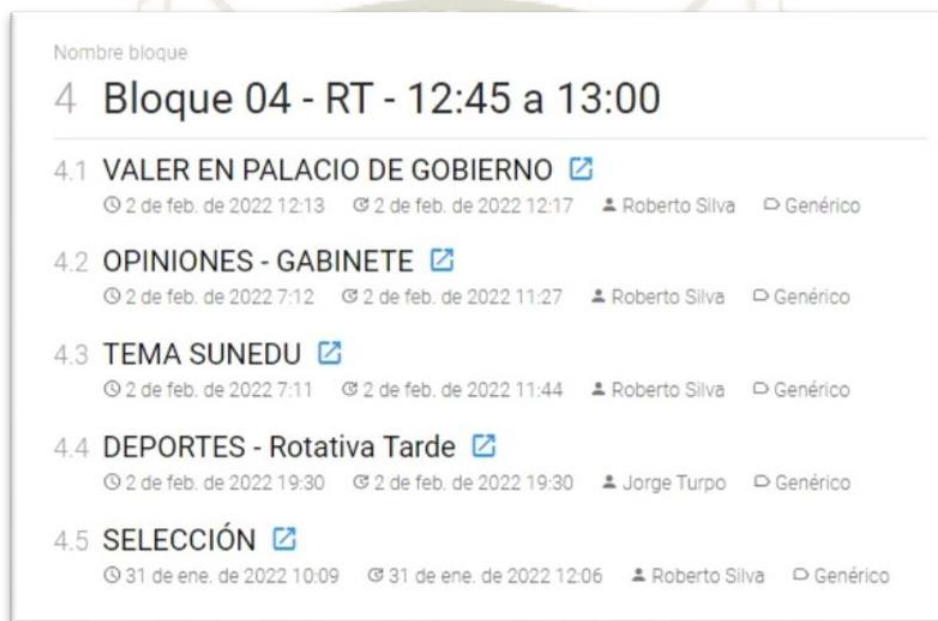 Nombre bloque
4 Bloque 04 - RT - 12:45 a 13:00
4.1 VALER EN PALACIO DE GOBIERNO
2 de feb. de 2022 12:13 2 de feb. de 2022 12:17 Roberto Silva Genérico
4.2 OPINIONES - GABINETE
2 de feb. de 2022 7:12 2 de feb. de 2022 11:27 Roberto Silva Genérico
4.3 TEMA SUNEDU
2 de feb. de 2022 7:11 2 de feb. de 2022 11:44 Roberto Silva Genérico
4.4 DEPORTES - Rotativa Tarde
2 de feb. de 2022 19:30 2 de feb. de 2022 19:30 Jorge Turpo Genérico
4.5 SELECCIÓN
31 de ene. de 2022 10:09 31 de ene. de 2022 12:06 Roberto Silva Genérico